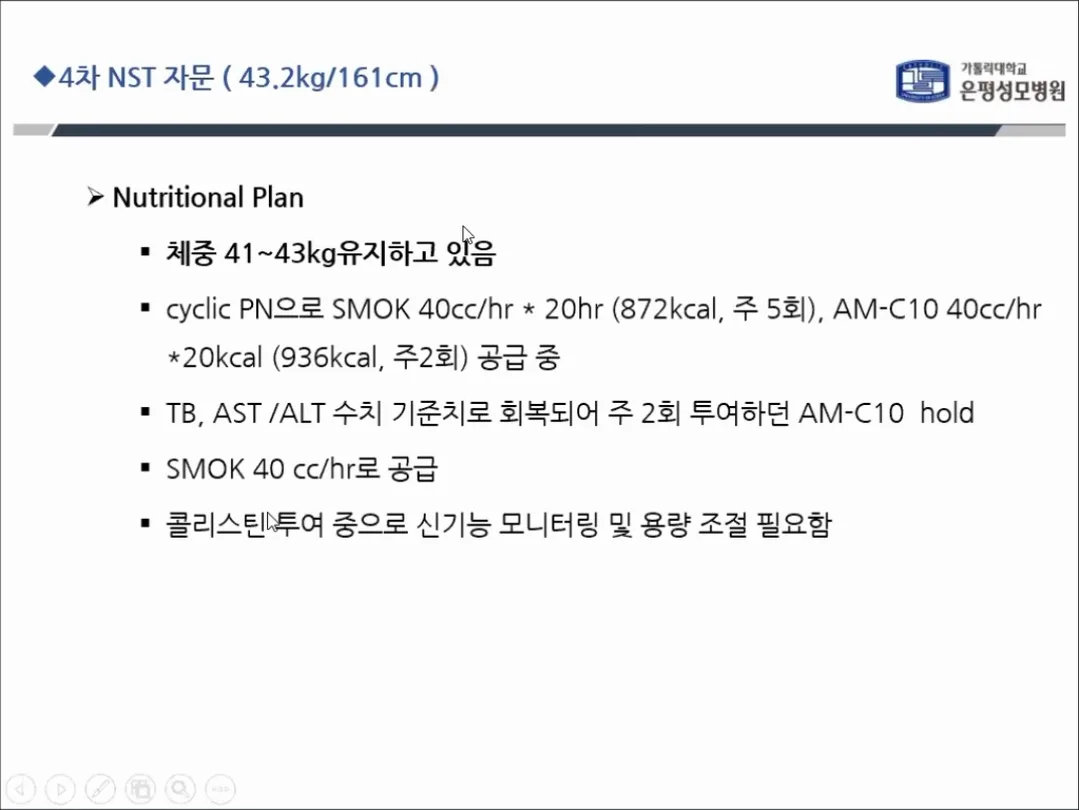 ◆4차 NST 자문 ( 43.2kg/161cm )
가톨릭대학교
은평성모병원
➢ Nutritional Plan
▪ 체중 41~43kg유지하고 있음
▪ cyclic PN으로 SMOK 40cc/hr * 20hr (872kcal, 주 5회), AM-C10 40cc/hr
*20kcal (936kcal, 주2회) 공급 중
▪ TB, AST /ALT 수치 기준치로 회복되어 주 2회 투여하던 AM-C10 hold
▪ SMOK 40 cc/hr로 공급
▪ 콜리스틴 투여 중으로 신기능 모니터링 및 용량 조절 필요함